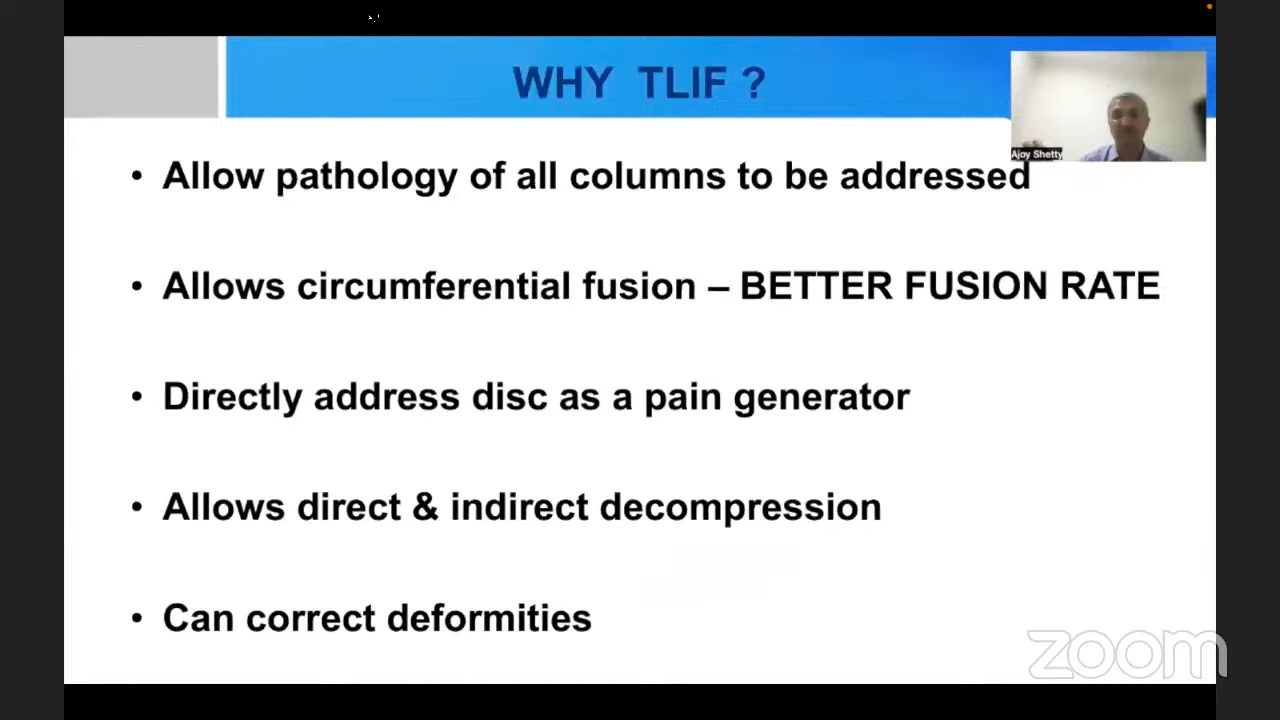 WHY TLIF ?
Ajoy Shetty
• Allow pathology of all columns to be addressed
• Allows circumferential fusion – BETTER FUSION RATE
• Directly address disc as a pain generator
• Allows direct & indirect decompression
• Can correct deformities
zoom